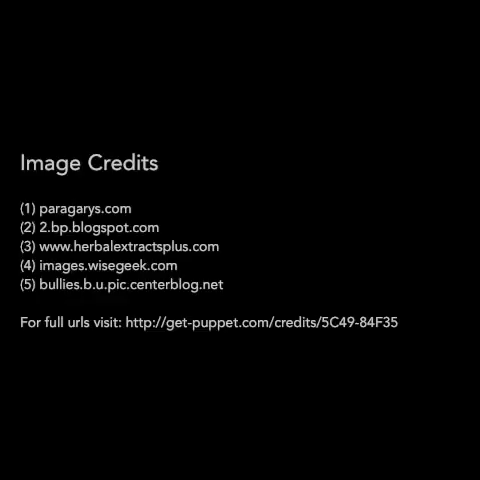 Image Credits
(1) paragarys.com
(2) 2.bp.blogspot.com
(3) www.herbalextractsplus.com
(4) images.wisegeek.com
(5) bullies.b.u.pic.centerblog.net
For full urls visit: http://get-puppet.com/credits/5C49-84F35